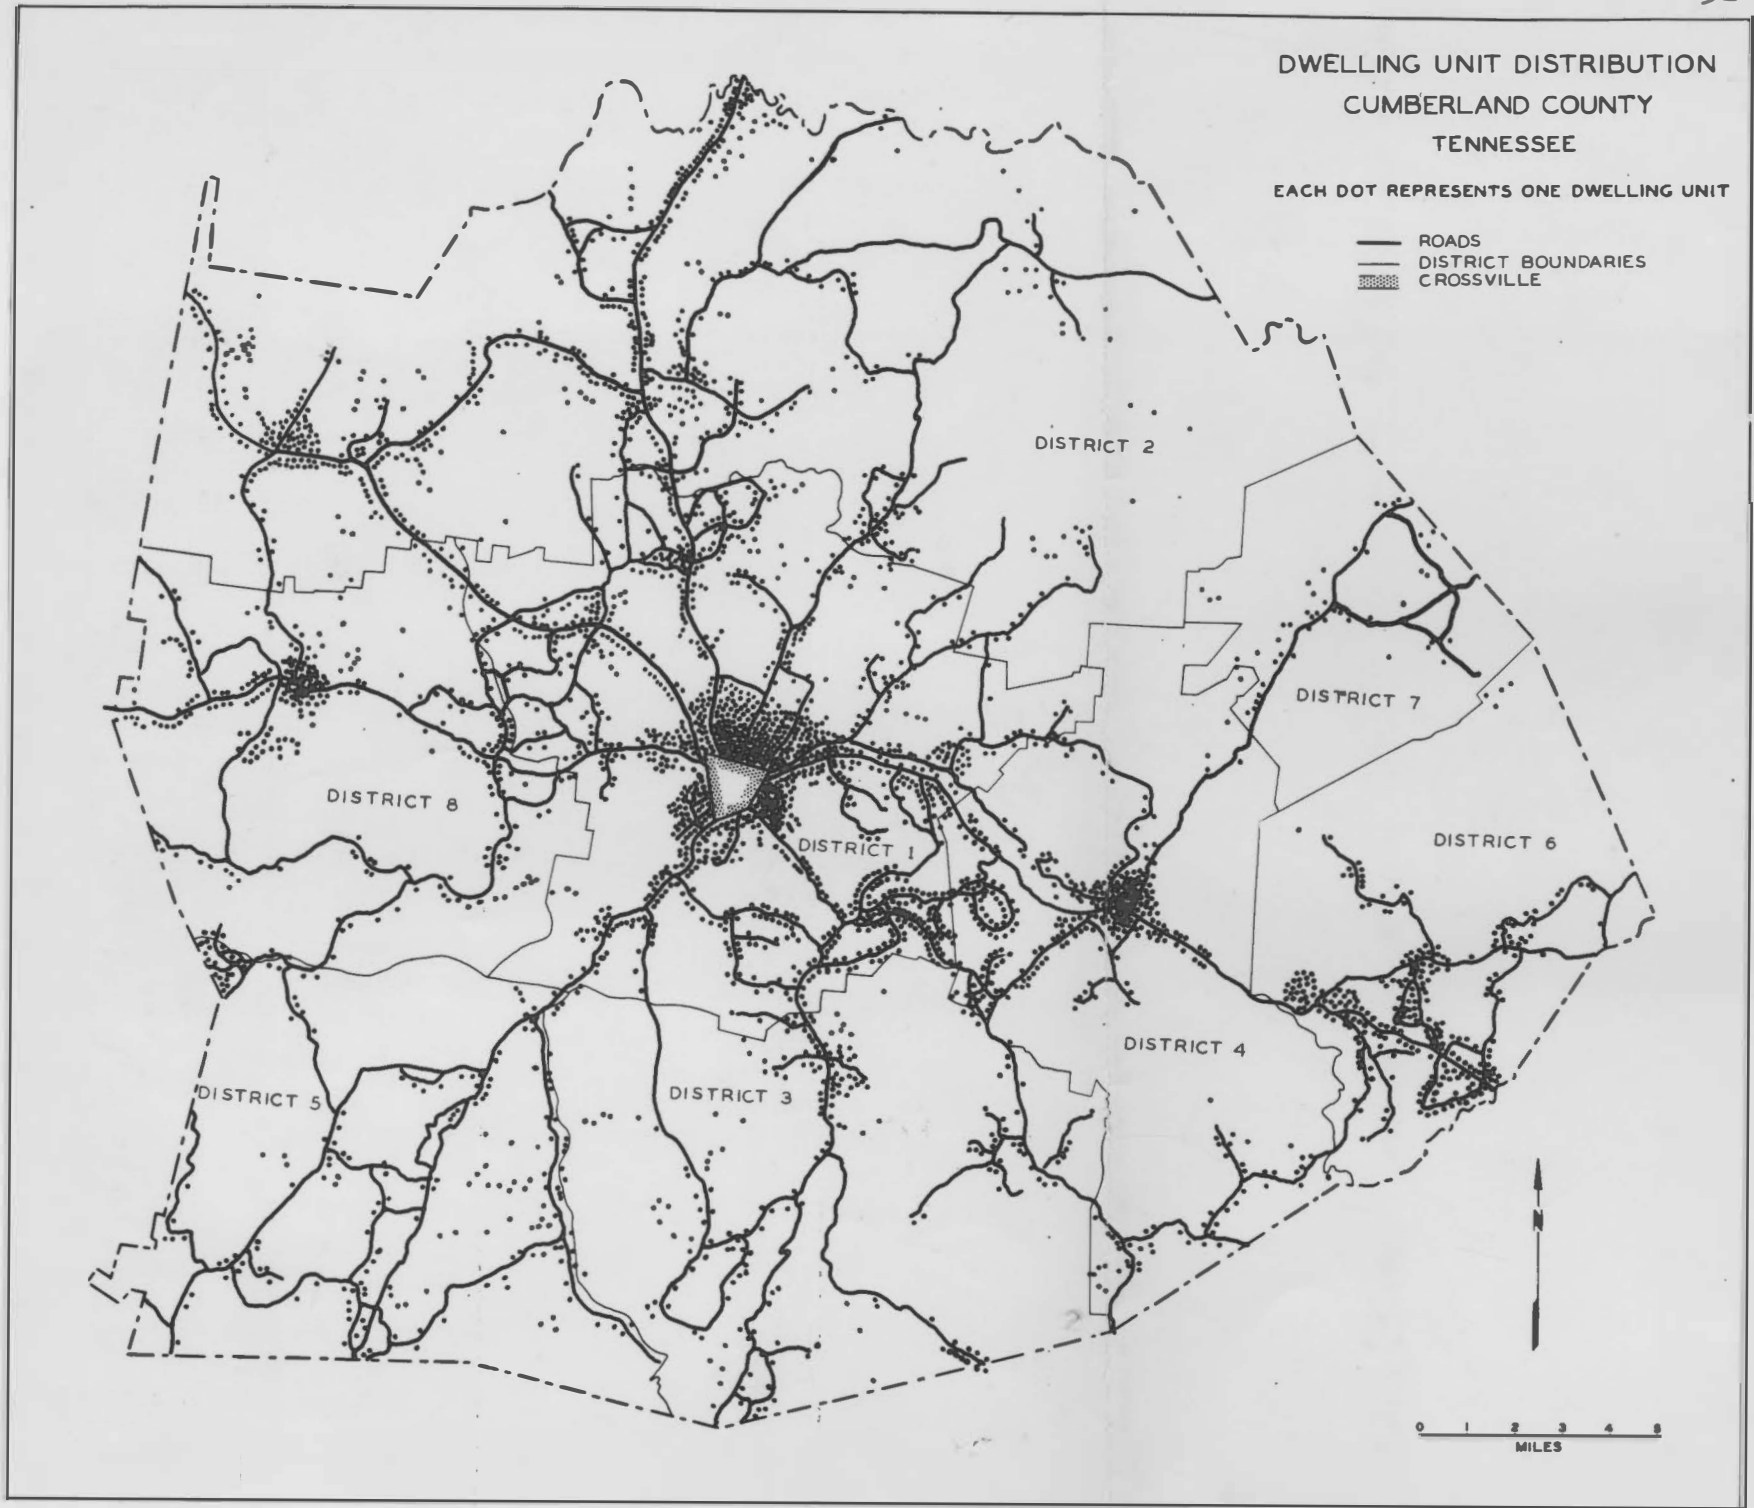 DWELLING UNIT DISTRIBUTION
CUMBERLAND COUNTY
TENNESSEE
EACH DOT REPRESENTS ONE DWELLING UNIT
ROADS
DISTRICT BOUNDARIES
CROSSVILLE
DISTRICT 2
DISTRICT 7
DISTRICT 8
DISTRICT 1
DISTRICT 6
DISTRICT 4
DISTRICT 5
DISTRICT 3
N
0 1 2 3 4 5
MILES